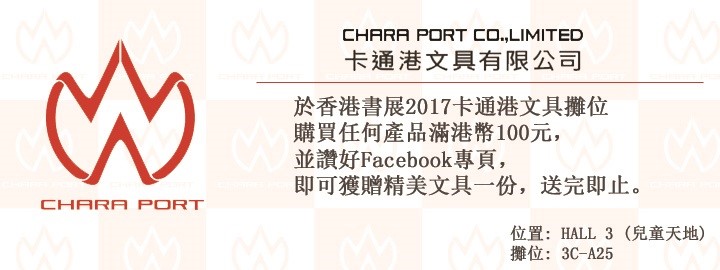 CHARA PORT
CHARA PORT CO.,LIMITED
卡通港文具有限公司
於香港書展2017卡通港文具攤位
購買任何產品滿港幣100元，
並讚好Facebook專頁，
即可獲贈精美文具一份，送完即止。
位置: HALL 3 (兒童天地)
攤位: 3C-A25